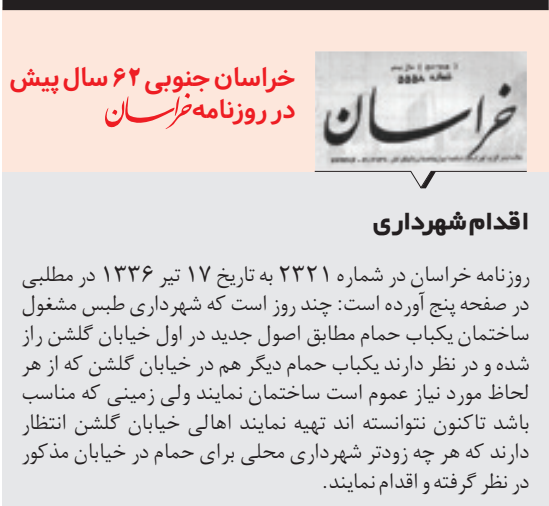 خراسان جنوبی ۶۲ سال پیش
در روزنامه خراسان
شماره ۵۵۵۸
خراسان
اقدام شهرداری
روزنامه خراسان در شماره ۲۳۲۱ به تاریخ ۱۷ تیر ۱۳۳۶ در مطلبی
در صفحه پنج آورده است: چند روز است که شهرداری طبس مشغول
ساختمان یکباب حمام مطابق اصول جدید در اول خیابان گلشن راز
شده و در نظر دارند یکباب حمام دیگر هم در خیابان گلشن که از هر
لحاظ مورد نیاز عموم است ساختمان نمایند ولی زمینی که مناسب
باشد تاکنون نتوانسته اند تهیه نمایند اهالی خیابان گلشن انتظار
دارند که هر چه زودتر شهرداری محلی برای حمام در خیابان مذکور
در نظر گرفته و اقدام نمایند.